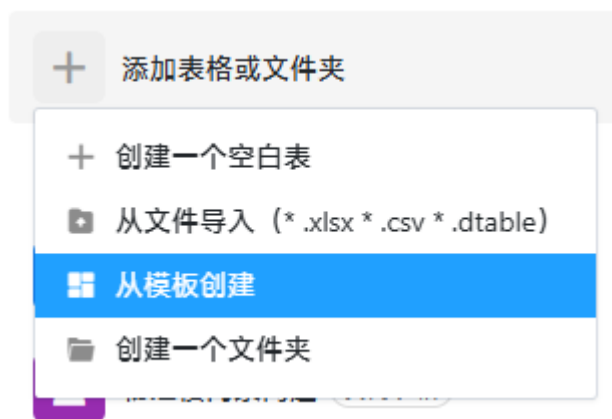 添加表格或文件夹
创建一个空白表
从文件导入（* .xlsx * .csv * .dtable）
从模板创建
创建一个文件夹